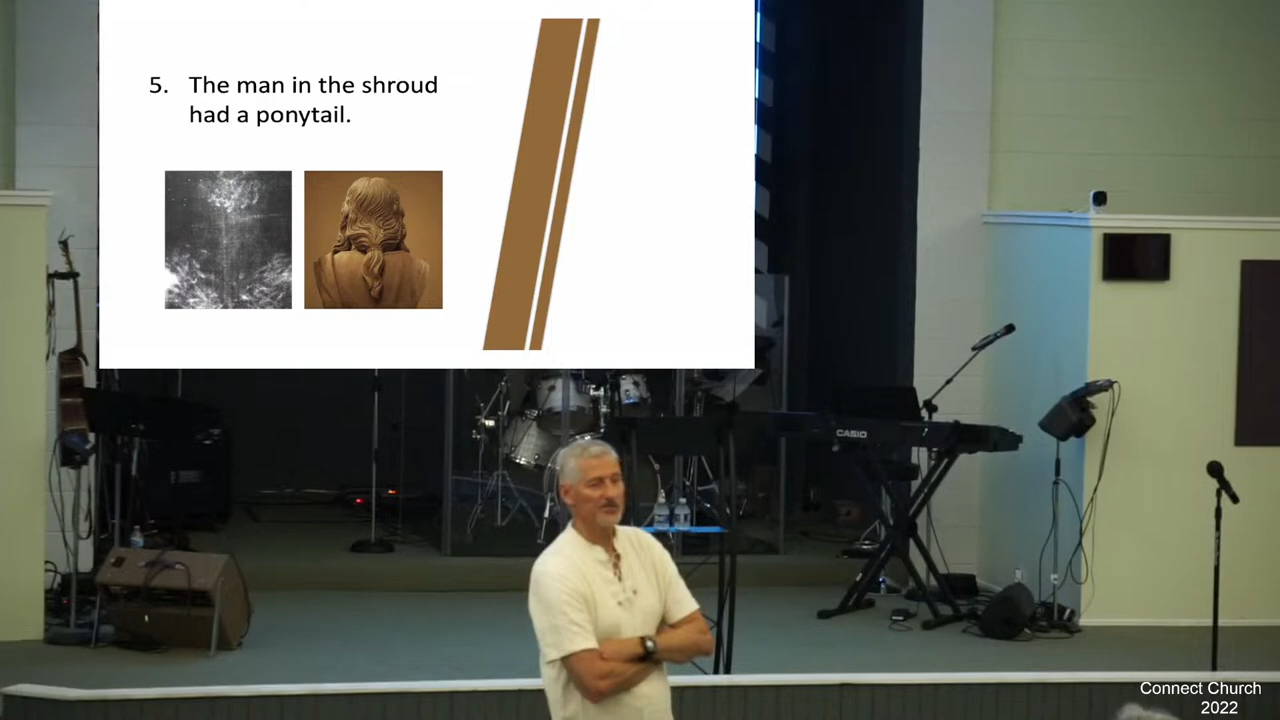 5. The man in the shroud
had a ponytail.
CASIO
Connect Church
2022